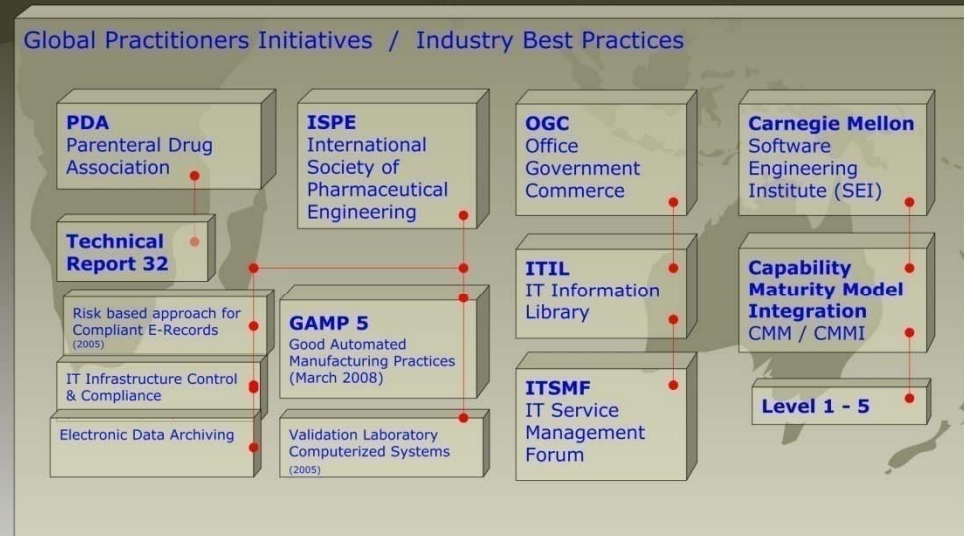 Global Practitioners Initiatives / Industry Best Practices
PDA
Parenteral Drug
Association
Technical
Report 32
ISPE
International
Society of
Pharmaceutical
Engineering
Risk based approach for
Compliant E-Records
(2005)
IT Infrastructure Control
& Compliance
Electronic Data Archiving
GAMP 5
Good Automated
Manufacturing Practices
(March 2008)
Validation Laboratory
Computerized Systems
(2005)
OGC
Office
Government
Commerce
ITIL
IT Information
Library
ITSMF
IT Service
Management
Forum
Carnegie Mellon
Software
Engineering
Institute (SEI)
Capability
Maturity Model
Integration
CMM / CMMI
Level 1 - 5